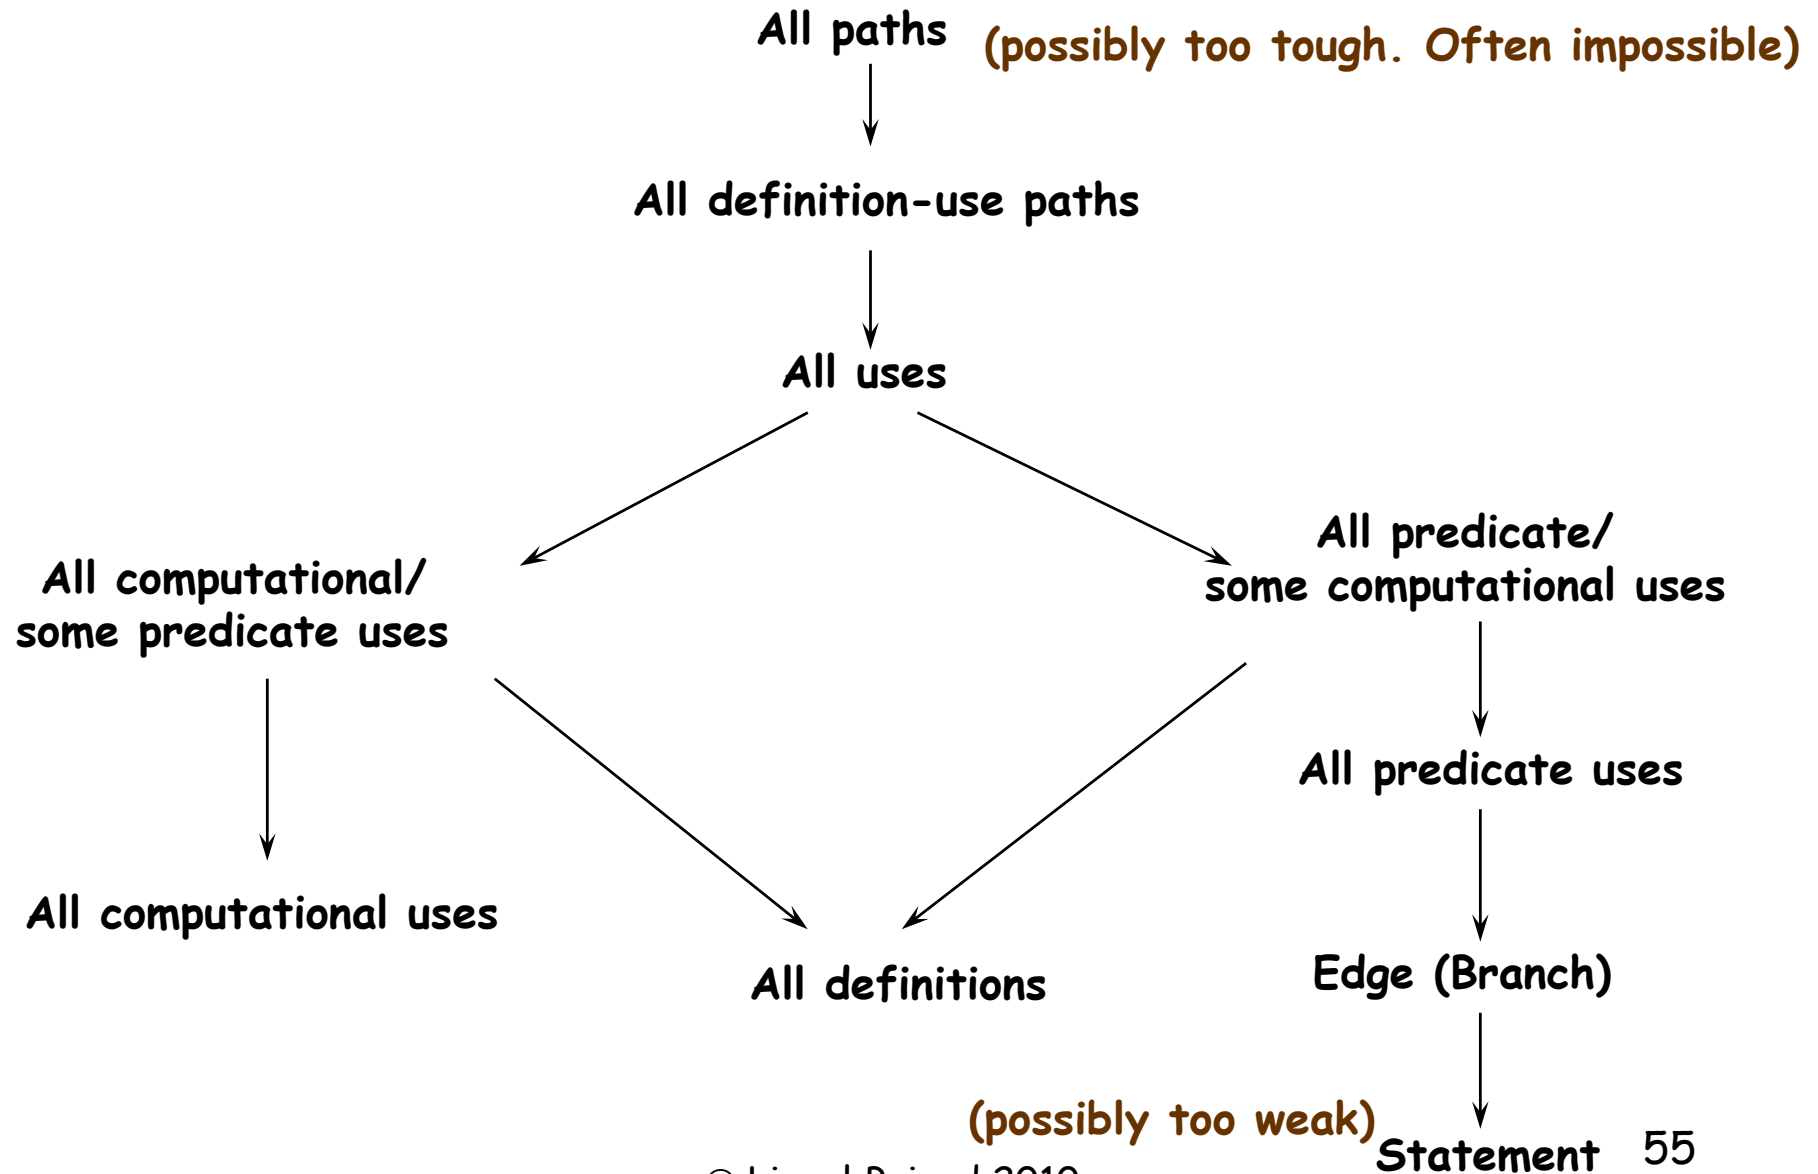 All paths (possibly too tough. Often impossible)
All definition-use paths
All uses
All computational/
some predicate uses
All predicate/
some computational uses
All predicate uses
All computational uses
All definitions
Edge (Branch)
(possibly too weak)
Statement 55
© 2010